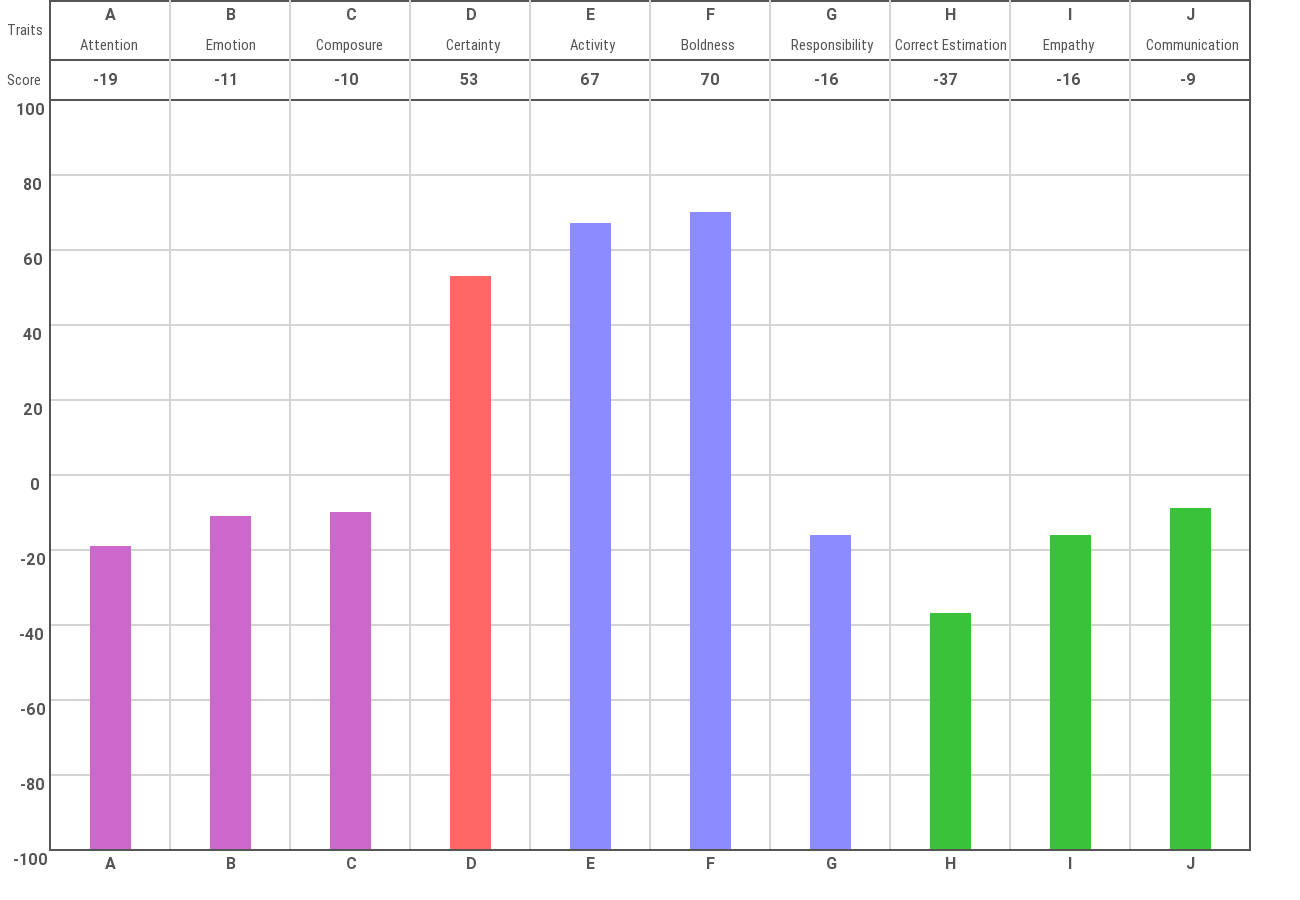 Traits
A B C D E F G H I J
Attention Emotion Composure Certainty Activity Boldness Responsibility Correct Estimation Empathy Communication
Score -19 -11 -10 53 67 70 -16 -37 -16 -9
100
80
60
40
20
0
-20
-40
-60
-80
-100
A B C D E F G H I J